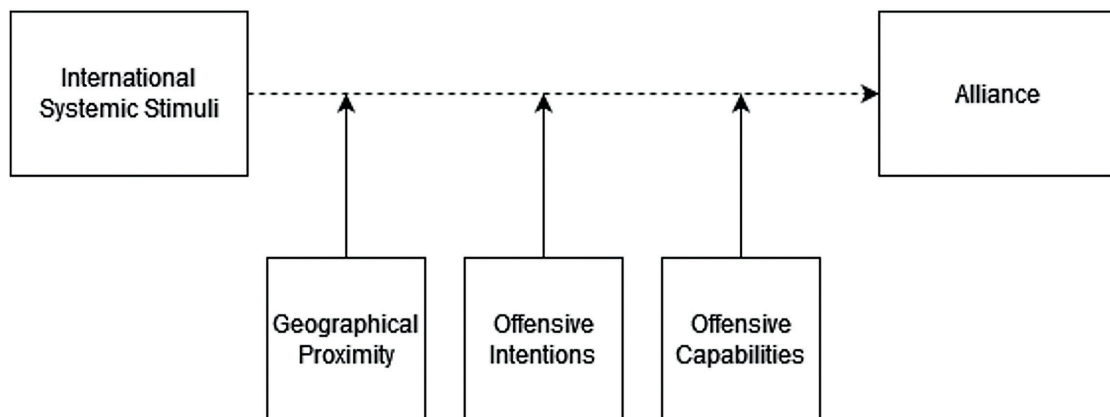 International
Systemic Stimuli
Alliance
Geographical
Proximity
Offensive
Intentions
Offensive
Capabilities